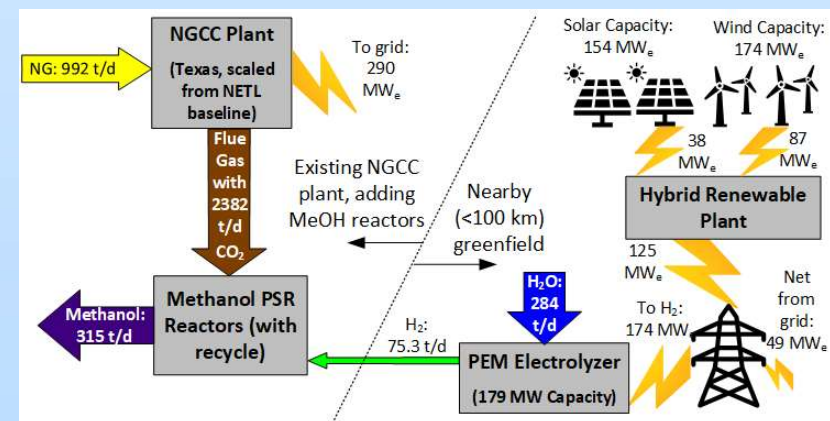 NGCC Plant
(Texas, scaled
from NETL
baseline)
NG: 992 t/d
To grid:
290
MWₑ
Solar Capacity:
154 MWₑ
Wind Capacity:
174 MWₑ
38
MWₑ
87
MWₑ
Hybrid Renewable
Plant
Flue
Gas
with
2382
t/d
CO₂
Existing NGCC
plant, adding
MeOH reactors
Nearby
(<100 km)
greenfield
125
MWₑ
Net
from
grid:
49 MWₑ
To H₂:
174 MW
H₂O:
284
t/d
Methanol PSR
Reactors (with
recycle)
Methanol:
315 t/d
H₂:
75.3 t/d
PEM Electrolyzer
(179 MW Capacity)